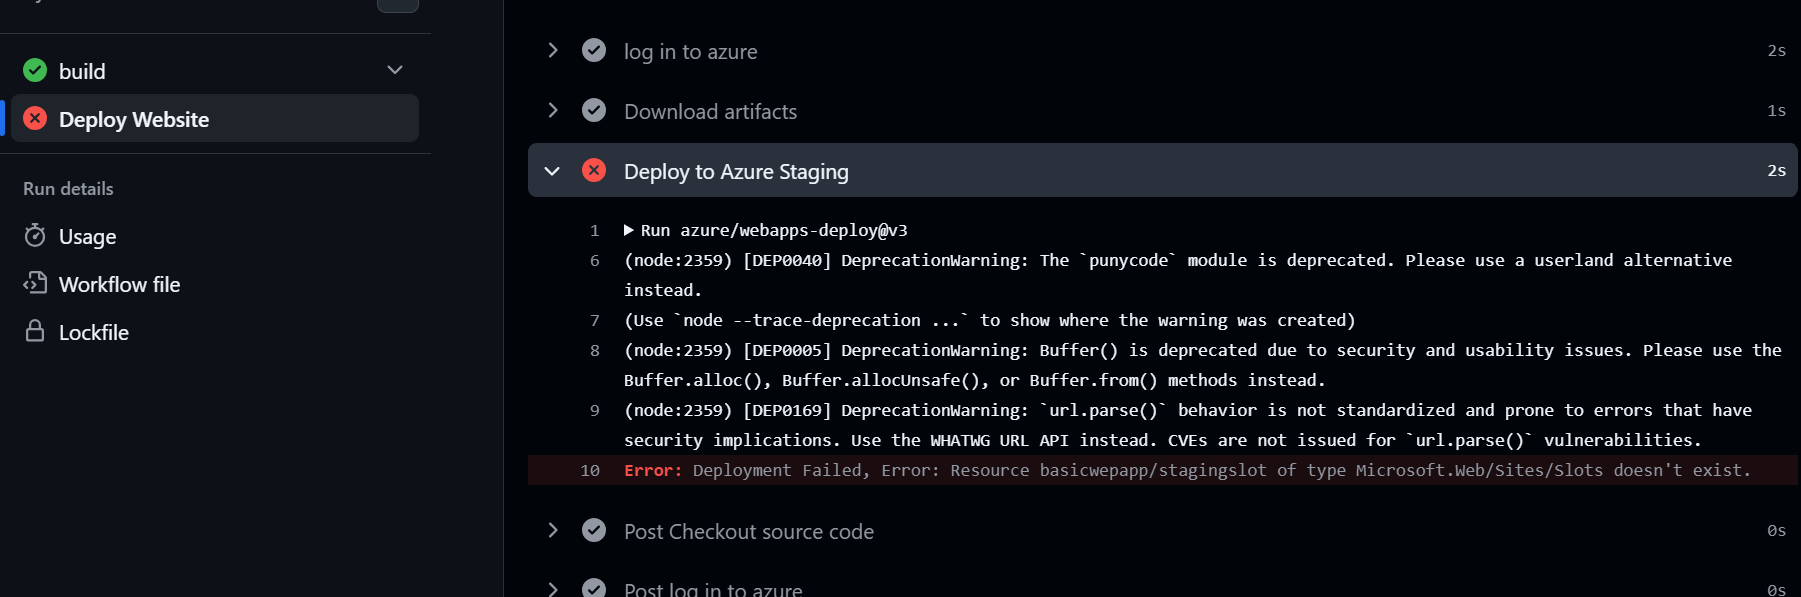 build
Deploy Website
Run details
Usage
Workflow file
Lockfile
log in to azure 2s
Download artifacts 1s
Deploy to Azure Staging 2s
1 Run azure/webapps-deploy@v3
6 (node:2359) [DEP0040] DeprecationWarning: The `punycode` module is deprecated. Please use a userland alternative
instead.
7 (Use `node --trace-deprecation ...` to show where the warning was created)
8 (node:2359) [DEP0005] DeprecationWarning: Buffer() is deprecated due to security and usability issues. Please use the
Buffer.alloc(), Buffer.allocUnsafe(), or Buffer.from() methods instead.
9 (node:2359) [DEP0169] DeprecationWarning: `url.parse()` behavior is not standardized and prone to errors that have
security implications. Use the WHATWG URL API instead. CVEs are not issued for `url.parse()` vulnerabilities.
10 Error: Deployment Failed, Error: Resource basicwepapp/stagingslot of type Microsoft.Web/Sites/Slots doesn't exist.
Post Checkout source code 0s
Post log in to azure 0s